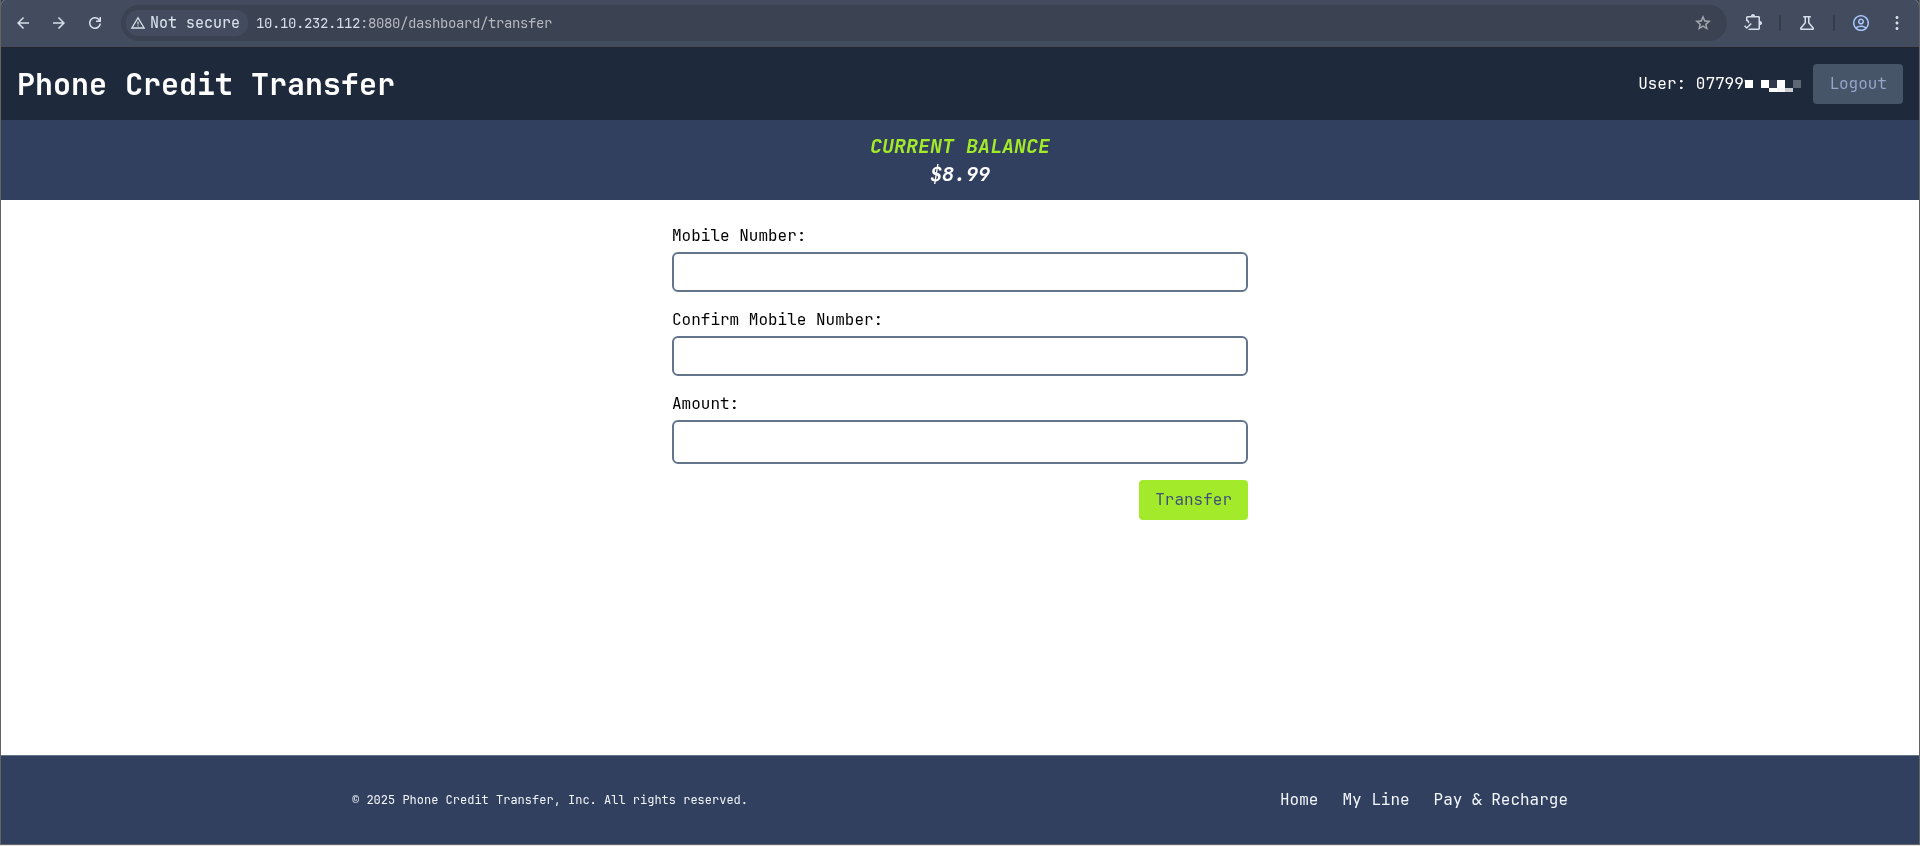 Not secure 10.10.232.112:8080/dashboard/transfer
Phone Credit Transfer
User: 07799
Logout
CURRENT BALANCE
$8.99
Mobile Number:
Confirm Mobile Number:
Amount:
Transfer
© 2025 Phone Credit Transfer, Inc. All rights reserved.
Home My Line Pay & Recharge